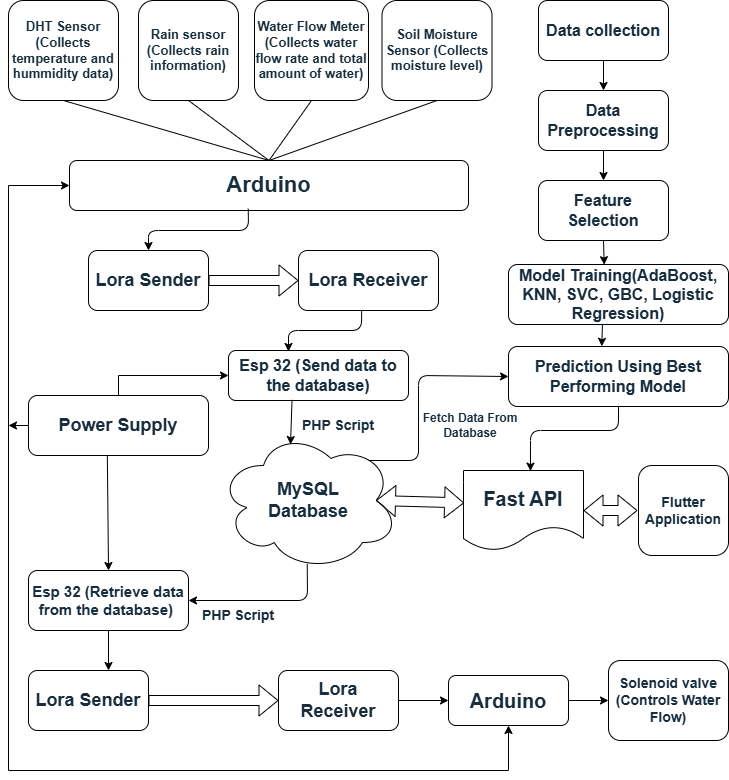 DHT Sensor
(Collects
temperature and
hummidity data)
Rain sensor
(Collects rain
information)
Water Flow Meter
(Collects water
flow rate and total
amount of water)
Soil Moisture
Sensor (Collects
moisture level)
Data collection
Data
Preprocessing
Arduino
Feature
Selection
Lora Sender
Lora Receiver
Model Training(AdaBoost,
KNN, SVC, GBC, Logistic
Regression)
Esp 32 (Send data to
the database)
Prediction Using Best
Performing Model
Power Supply
PHP Script
Fetch Data From
Database
MySQL
Database
Fast API
Flutter
Application
Esp 32 (Retrieve data
from the database)
PHP Script
Lora Sender
Lora
Receiver
Arduino
Solenoid valve
(Controls Water
Flow)